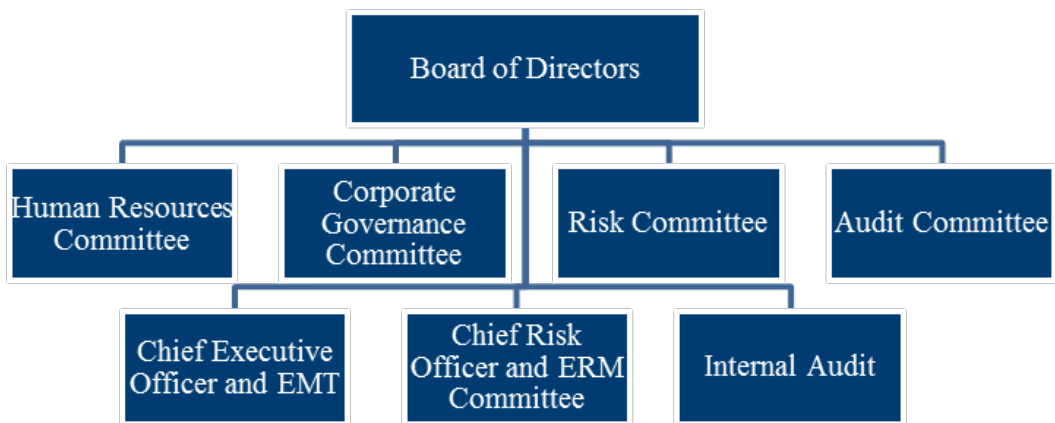 Board of Directors
Human Resources
Committee
Corporate
Governance
Committee
Risk Committee
Audit Committee
Chief Executive
Officer and EMT
Chief Risk
Officer and ERM
Committee
Internal Audit